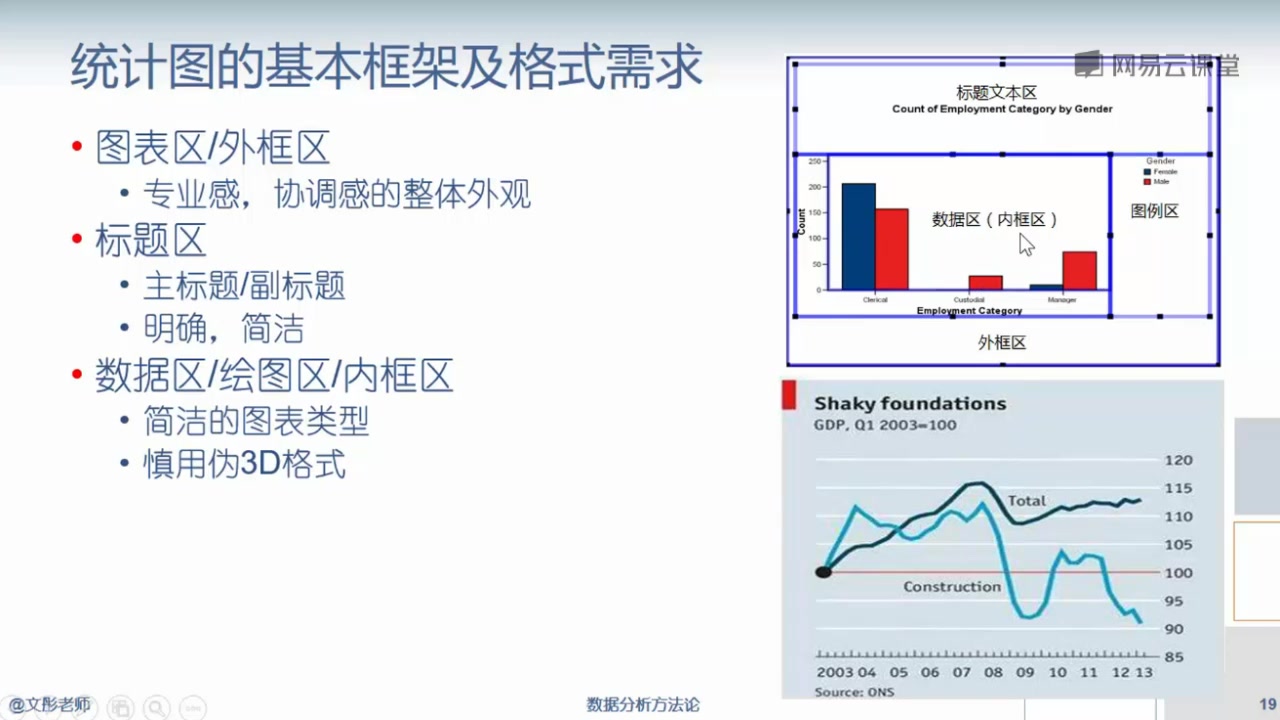 统计图的基本框架及格式需求
• 图表区/外框区
• 专业感，协调感的整体外观
• 标题区
• 主标题/副标题
• 明确，简洁
• 数据区/绘图区/内框区
• 简洁的图表类型
• 慎用伪3D格式
网易云课堂
标题文本区
Count of Employment Category by Gender
250
200
150
100
50
0
Count
数据区（内框区）
Clerical
Custodial
Manager
Employment Category
Gender
Female
Male
图例区
外框区
Shaky foundations
GDP, Q1 2003=100
120
115
110
105
100
95
90
85
Total
Construction
2003 04 05 06 07 08 09 10 11 12 13
Source: ONS
@文彤老师
数据分析方法论
19